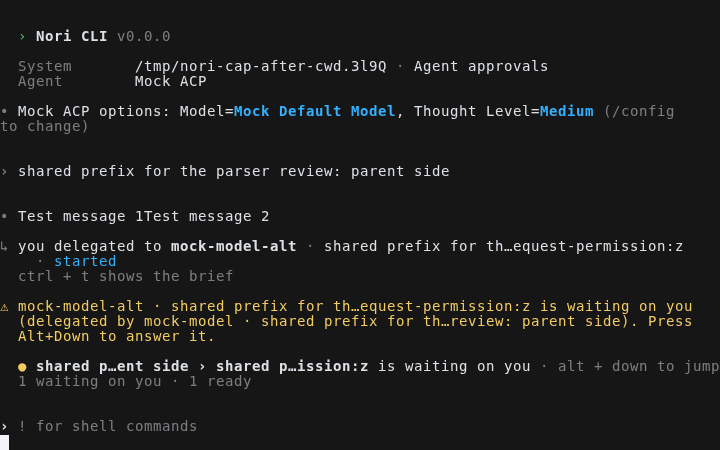 › Nori CLI v0.0.0
System /tmp/nori-cap-after-cwd.3l9Q · Agent approvals
Agent Mock ACP
• Mock ACP options: Model=Mock Default Model, Thought Level=Medium (/config
to change)
› shared prefix for the parser review: parent side
• Test message 1Test message 2
↳ you delegated to mock-model-alt · shared prefix for th…equest-permission:z
· started
ctrl + t shows the brief
⚠ mock-model-alt · shared prefix for th…equest-permission:z is waiting on you
(delegated by mock-model · shared prefix for th…review: parent side). Press
Alt+Down to answer it.
● shared p…ent side › shared p…ission:z is waiting on you · alt + down to jump
1 waiting on you · 1 ready
› ! for shell commands